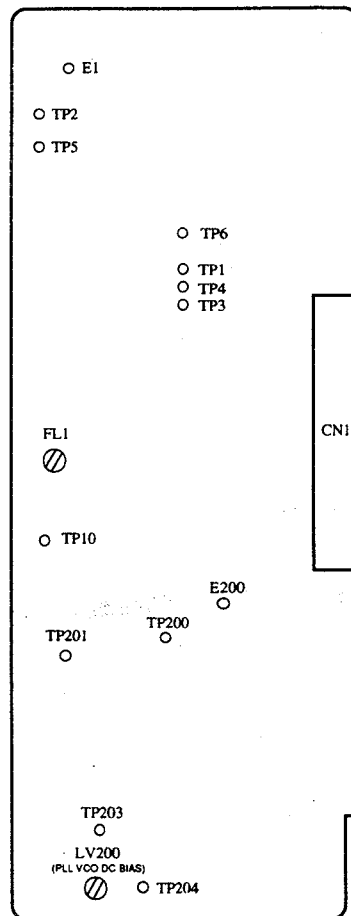 E1
TP2
TP5
TP6
TP1
TP4
TP3
CN1
FL1
TP10
E200
TP200
TP201
TP203
LV200
(PLL VCO DC BIAS)
TP204